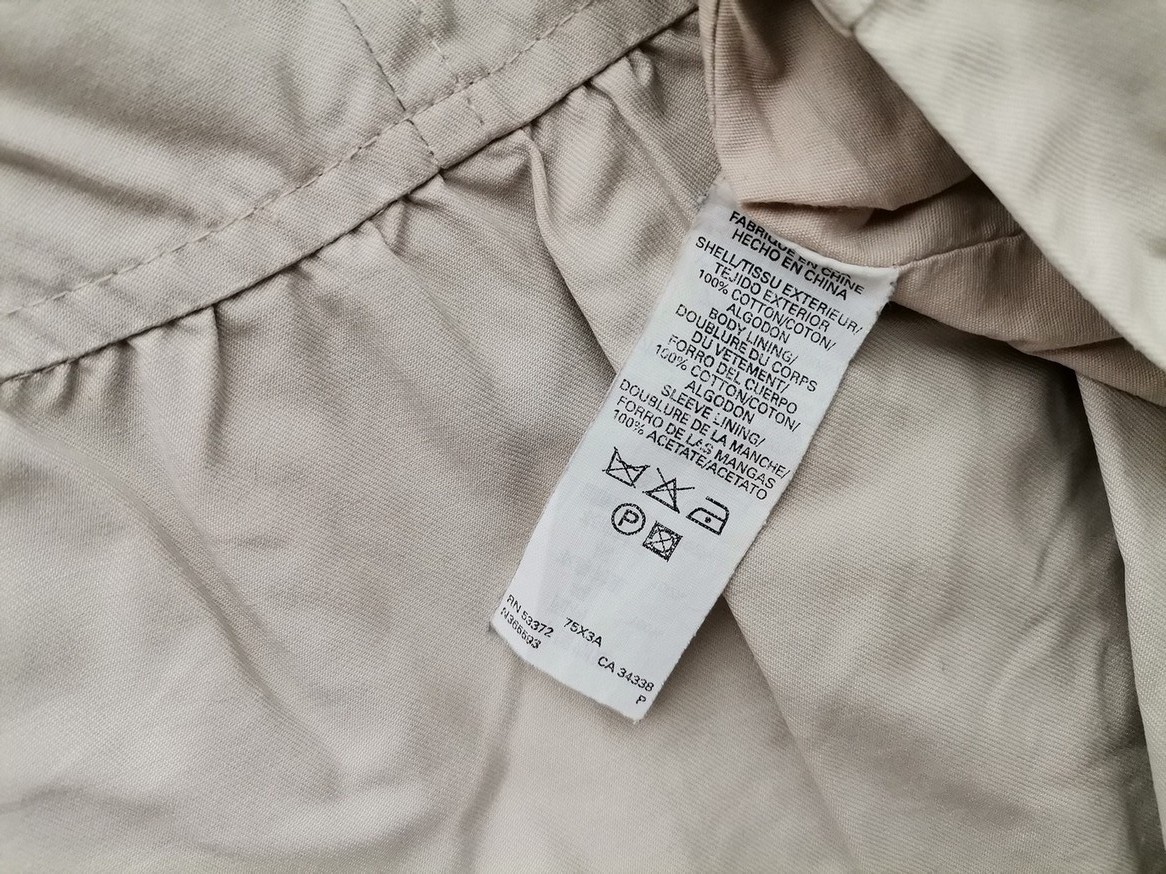 FABRIQUE EN CHINE
HECHO EN CHINA
SHELL/TISSU EXTERIEUR/
TEJIDO EXTERIOR
100% COTTON/COTON/
ALGODON
BODY LINING/
DOUBLURE DU CORPS
DU VETEMENT/
FORRO DEL CUERPO
100% COTTON/COTON/
ALGODON
SLEEVE LINING/
DOUBLURE DE LA MANCHE/
FORRO DE LAS MANGAS
100% ACETATE/ACETATO
P
RN 53372 75X3A CA 34338
N365593 P